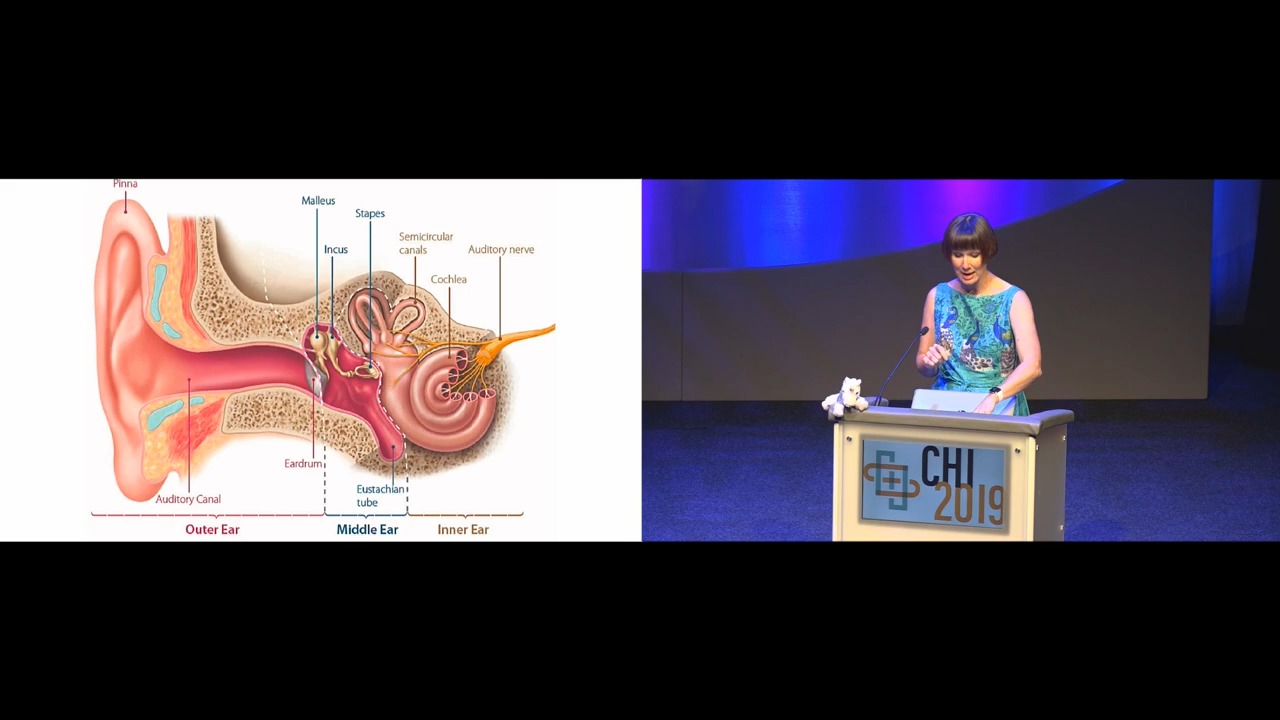 Pinna
Malleus
Stapes
Incus
Semicircular
canals
Auditory nerve
Cochlea
Eardrum
Eustachian
tube
Auditory Canal
Outer Ear
Middle Ear
Inner Ear
CHI
2019